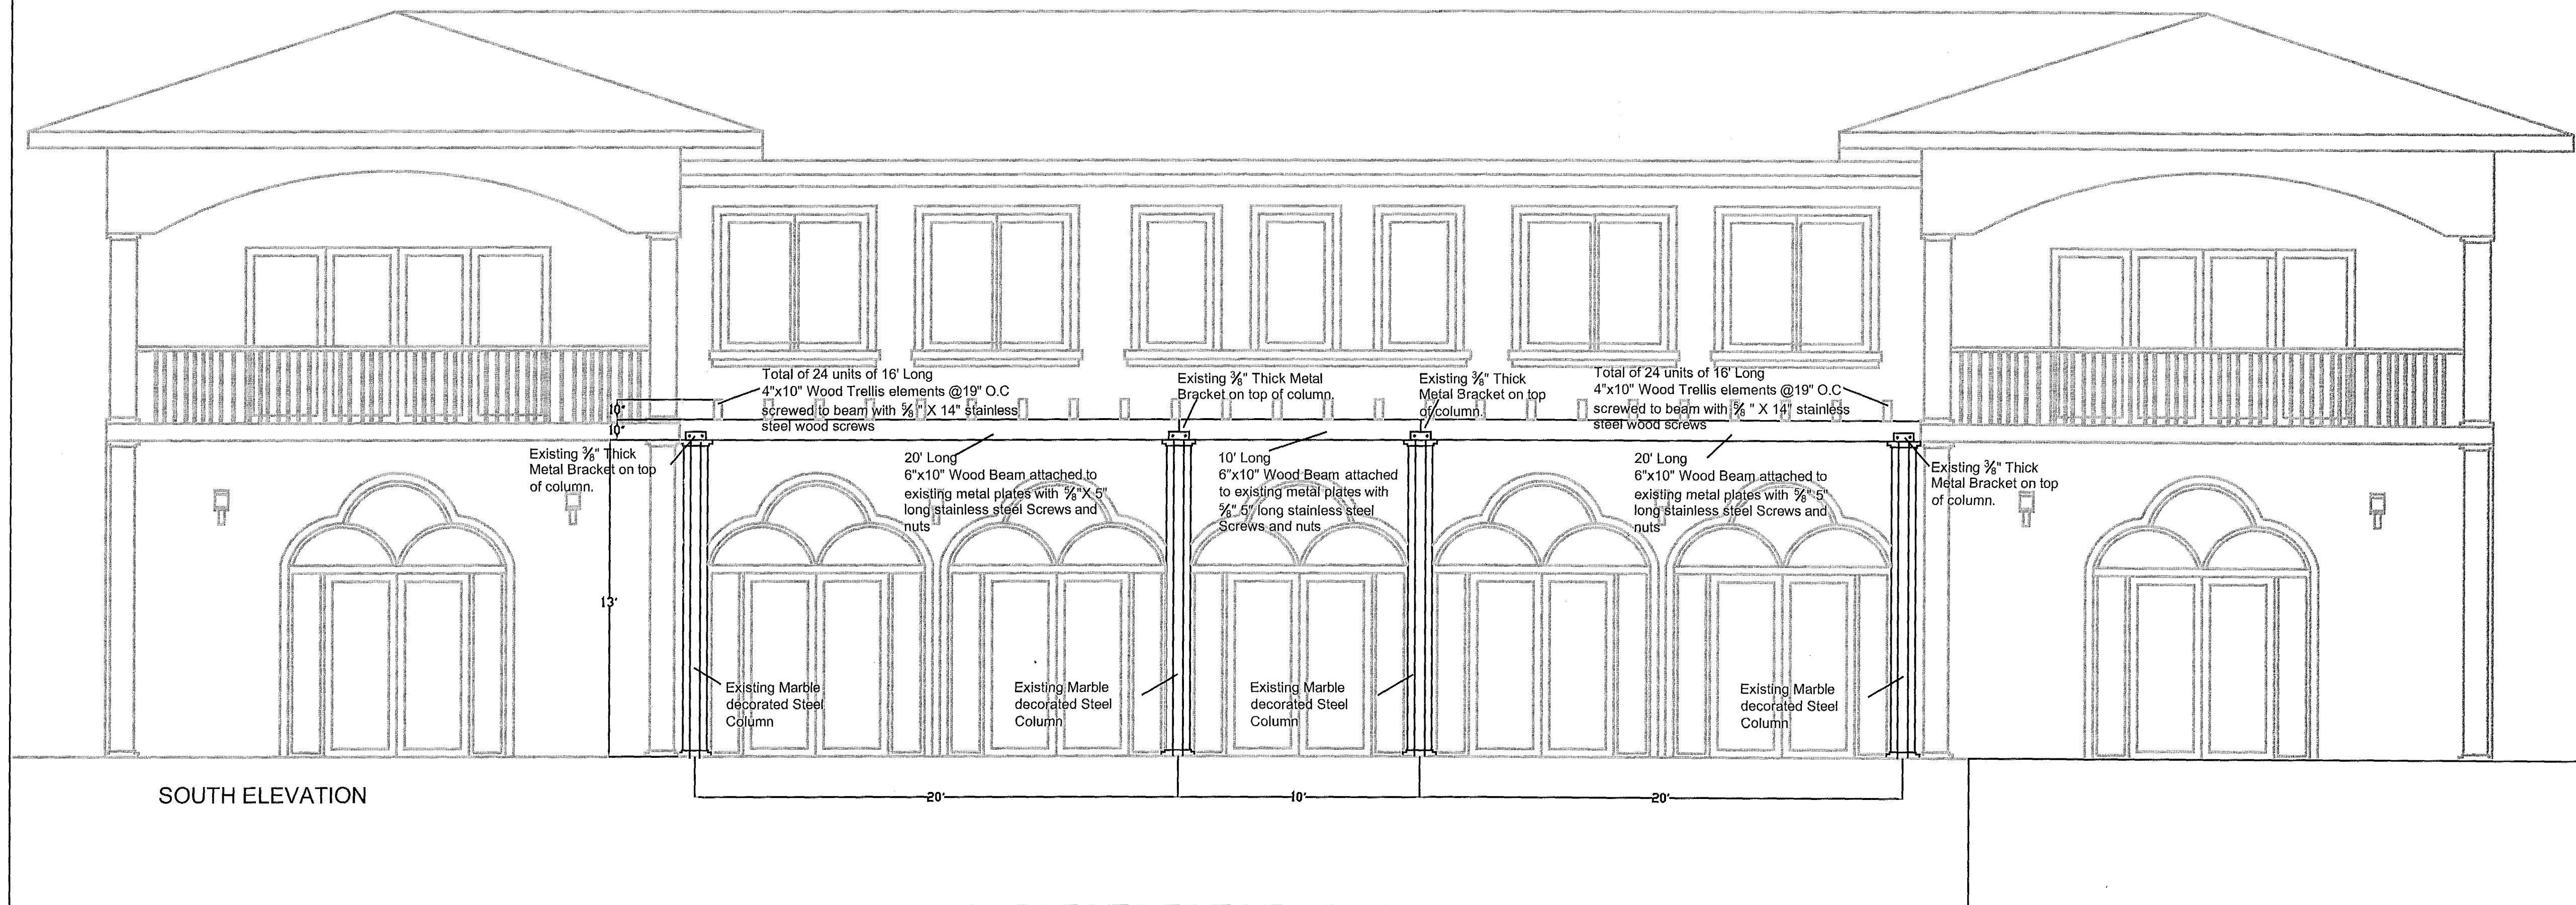 Total of 24 units of 16' Long
4"x10" Wood Trellis elements @19" O.C
screwed to beam with ⅝ " X 14" stainless
steel wood screws
Existing ⅜" Thick Metal
Bracket on top of column.
Existing ⅜" Thick
Metal Bracket on top
of column.
Total of 24 units of 16' Long
4"x10" Wood Trellis elements @19" O.C
screwed to beam with ⅝ " X 14" stainless
steel wood screws
10"
10"
Existing ⅜" Thick
Metal Bracket on top
of column.
20' Long
6"x10" Wood Beam attached to
existing metal plates with ⅝"X 5"
long stainless steel Screws and
nuts
10' Long
6"x10" Wood Beam attached
to existing metal plates with
⅝" 5" long stainless steel
Screws and nuts
20' Long
6"x10" Wood Beam attached to
existing metal plates with ⅝" 5"
long stainless steel Screws and
nuts
Existing ⅜" Thick
Metal Bracket on top
of column.
13'
Existing Marble
decorated Steel
Column
Existing Marble
decorated Steel
Column
Existing Marble
decorated Steel
Column
Existing Marble
decorated Steel
Column
SOUTH ELEVATION
20'
10'
20'